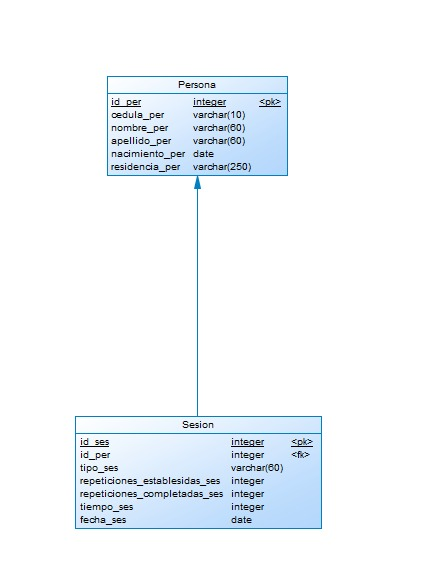 Persona
id_per integer <pk>
cedula_per varchar(10)
nombre_per varchar(60)
apellido_per varchar(60)
nacimiento_per date
residencia_per varchar(250)
Sesion
id_ses integer <pk>
id_per integer <fk>
tipo_ses varchar(60)
repeticiones_establesidas_ses integer
repeticiones_completadas_ses integer
tiempo_ses integer
fecha_ses date